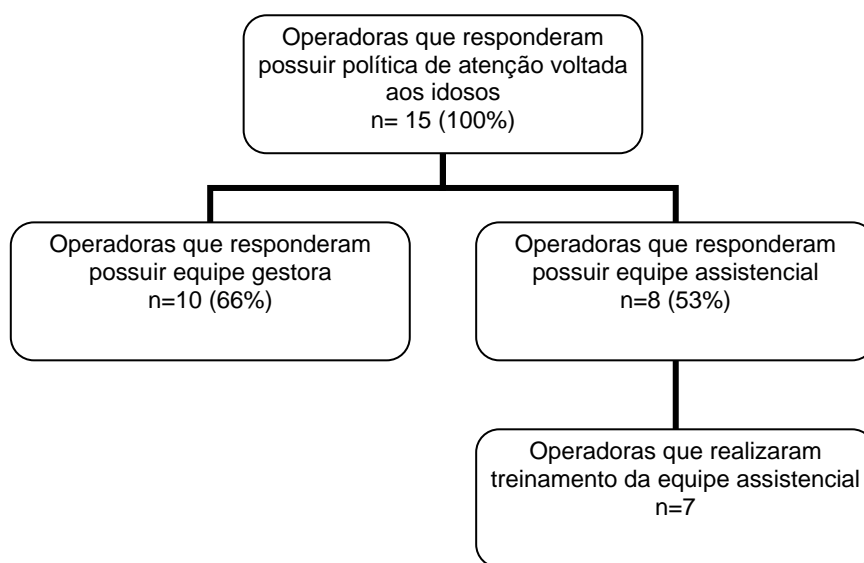 Operadoras que responderam
possuir política de atenção voltada
aos idosos
n= 15 (100%)
Operadoras que responderam
possuir equipe gestora
n=10 (66%)
Operadoras que responderam
possuir equipe assistencial
n=8 (53%)
Operadoras que realizaram
treinamento da equipe assistencial
n=7